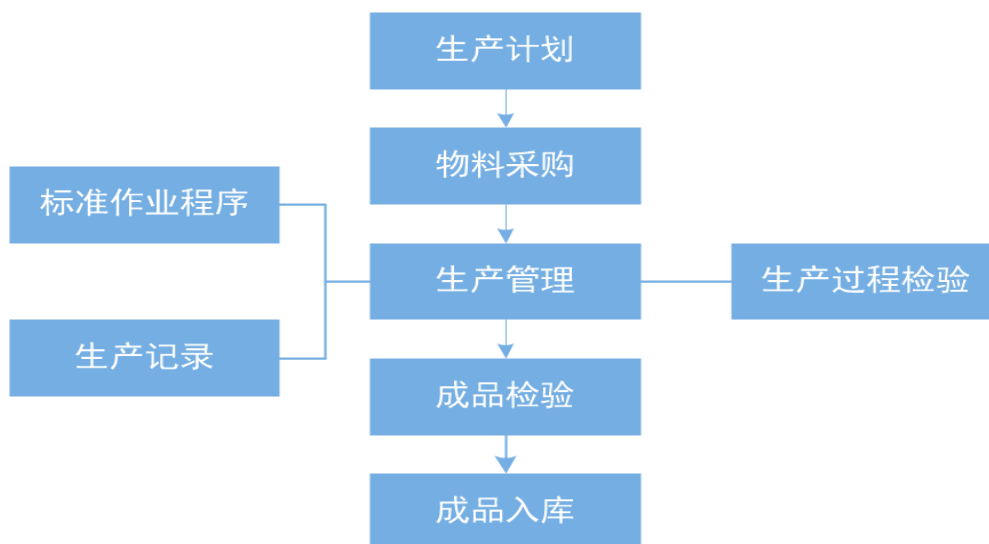 生产计划
物料采购
标准作业程序
生产管理
生产过程检验
生产记录
成品检验
成品入库